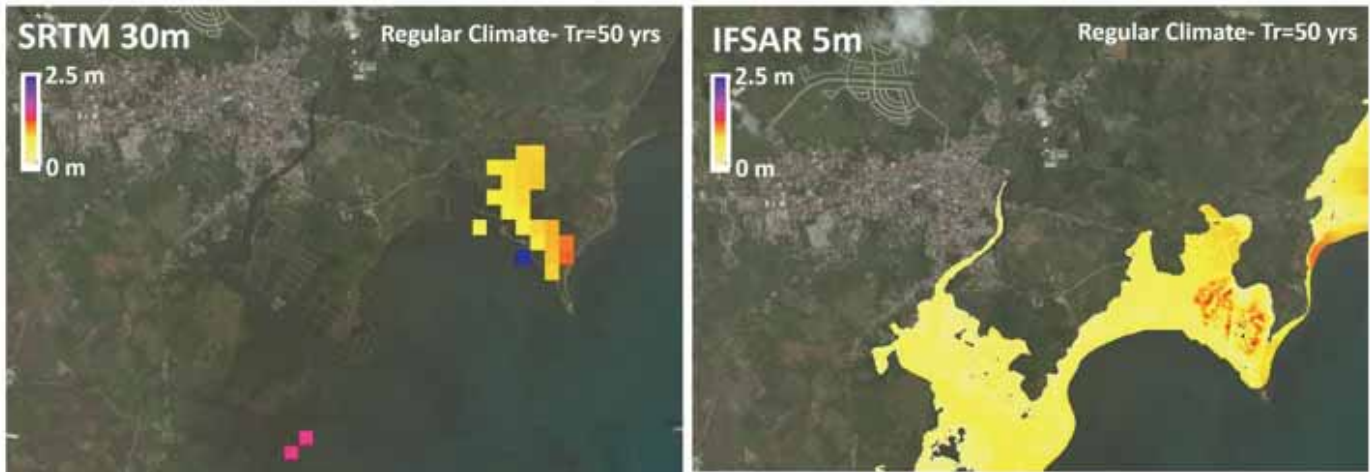 SRTM 30m
Regular Climate- Tr=50 yrs
2.5 m
0 m
IFSAR 5m
Regular Climate- Tr=50 yrs
2.5 m
0 m